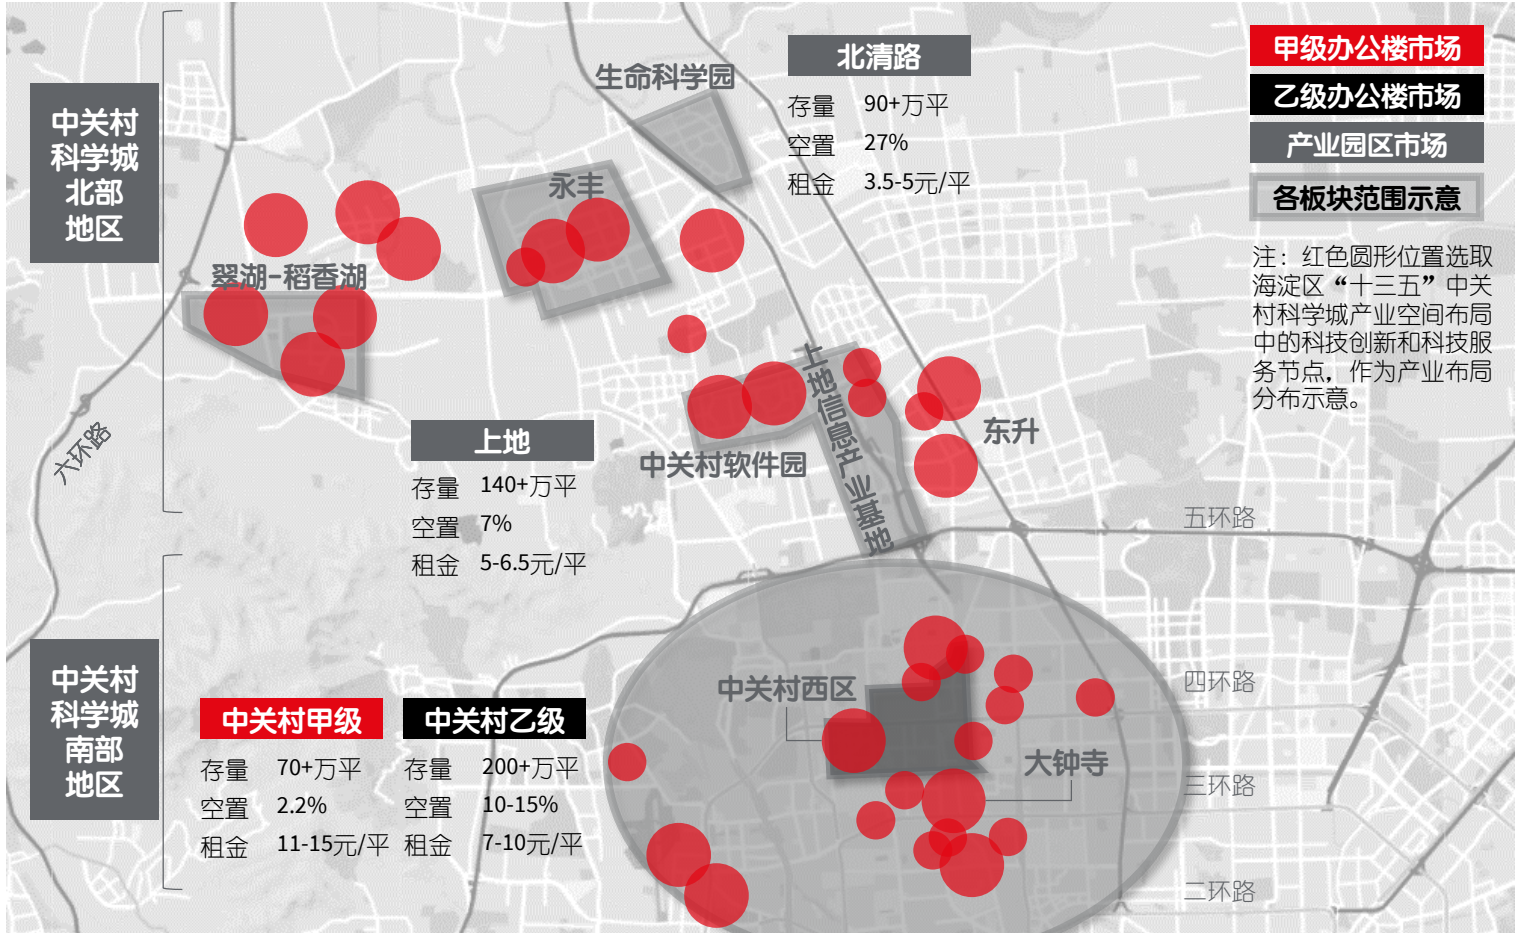 中关村
科学城
北部
地区
生命科学园
北清路
存量 90+万平
空置 27%
租金 3.5-5元/平
甲级办公楼市场
乙级办公楼市场
产业园区市场
各板块范围示意
注：红色圆形位置选取
海淀区“十三五”中关
村科学城产业空间布局
中的科技创新和科技服
务节点，作为产业布局
分布示意。
永丰
翠湖-稻香湖
六环路
上地
存量 140+万平
空置 7%
租金 5-6.5元/平
中关村软件园
上地信息产业基地
东升
五环路
中关村
科学城
南部
地区
中关村甲级
存量 70+万平
空置 2.2%
租金 11-15元/平
中关村乙级
存量 200+万平
空置 10-15%
租金 7-10元/平
中关村西区
大钟寺
四环路
三环路
二环路